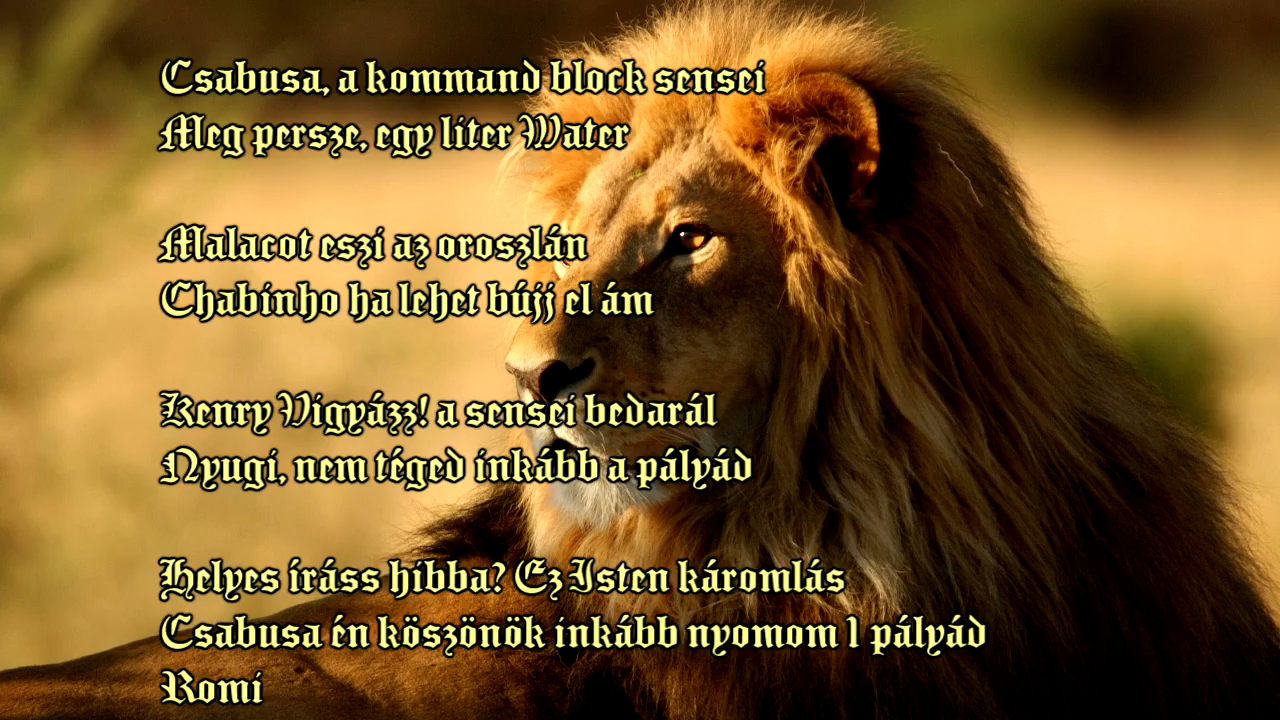 Csabusa, a kommand block sensei
Meg persze, egy liter Water
Malacot eszi az oroszlán
Chabinho ha lehet bújj el ám
Kenry Vigyázz! a sensei bedarál
Nyugi, nem téged inkább a pályád
Helyes íráss hibba? Ez Isten káromlás
Csabusa én köszönök inkább nyomom 1 pályád
Romi